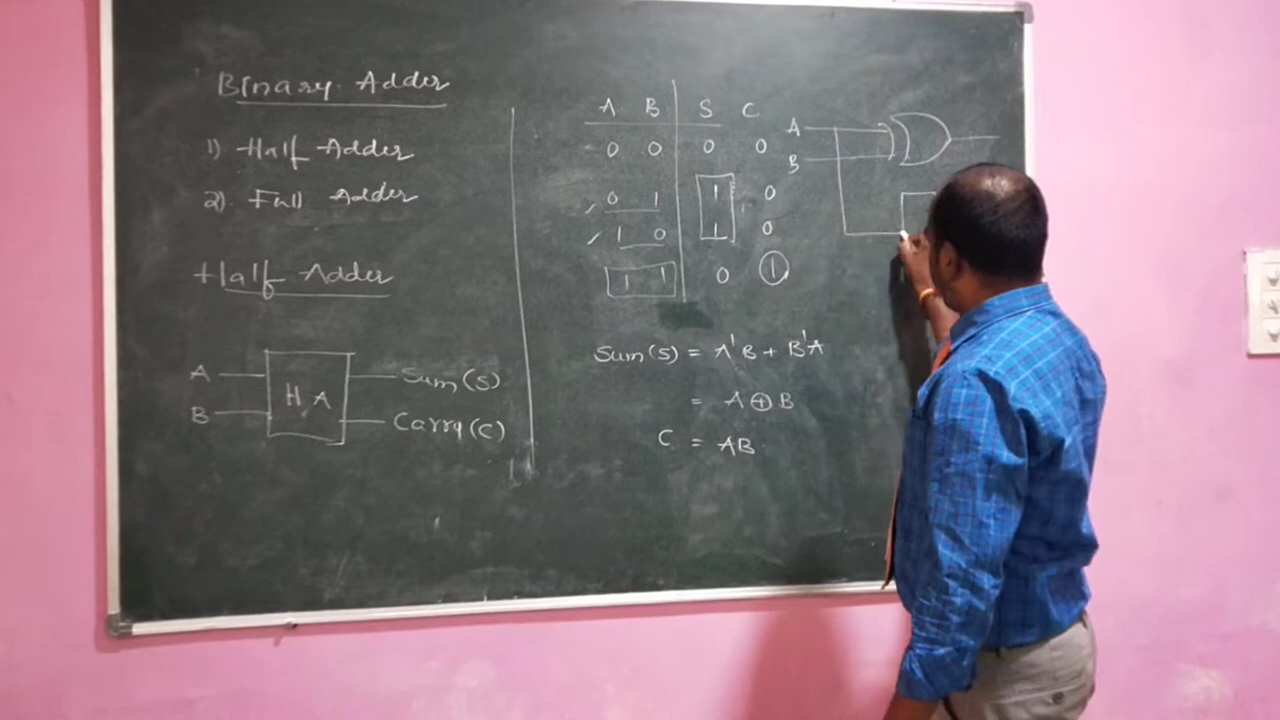 Binary Adder
1) Half Adder
2). Full Adder
Half Adder
A
B
H A
Sum (S)
Carry (C)
A B S C
0 0 0 0
0 1 1 0
1 0 1 0
1 1 0 1
Sum (S) = A'B + B'A
= A ⊕ B
C = AB
A
B